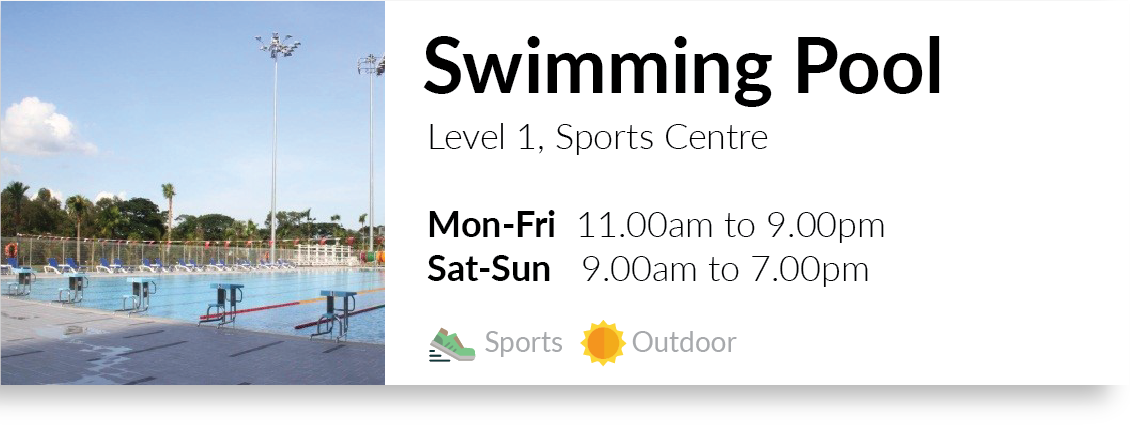 Swimming Pool
Level 1, Sports Centre
Mon-Fri 11.00am to 9.00pm
Sat-Sun 9.00am to 7.00pm
Sports Outdoor